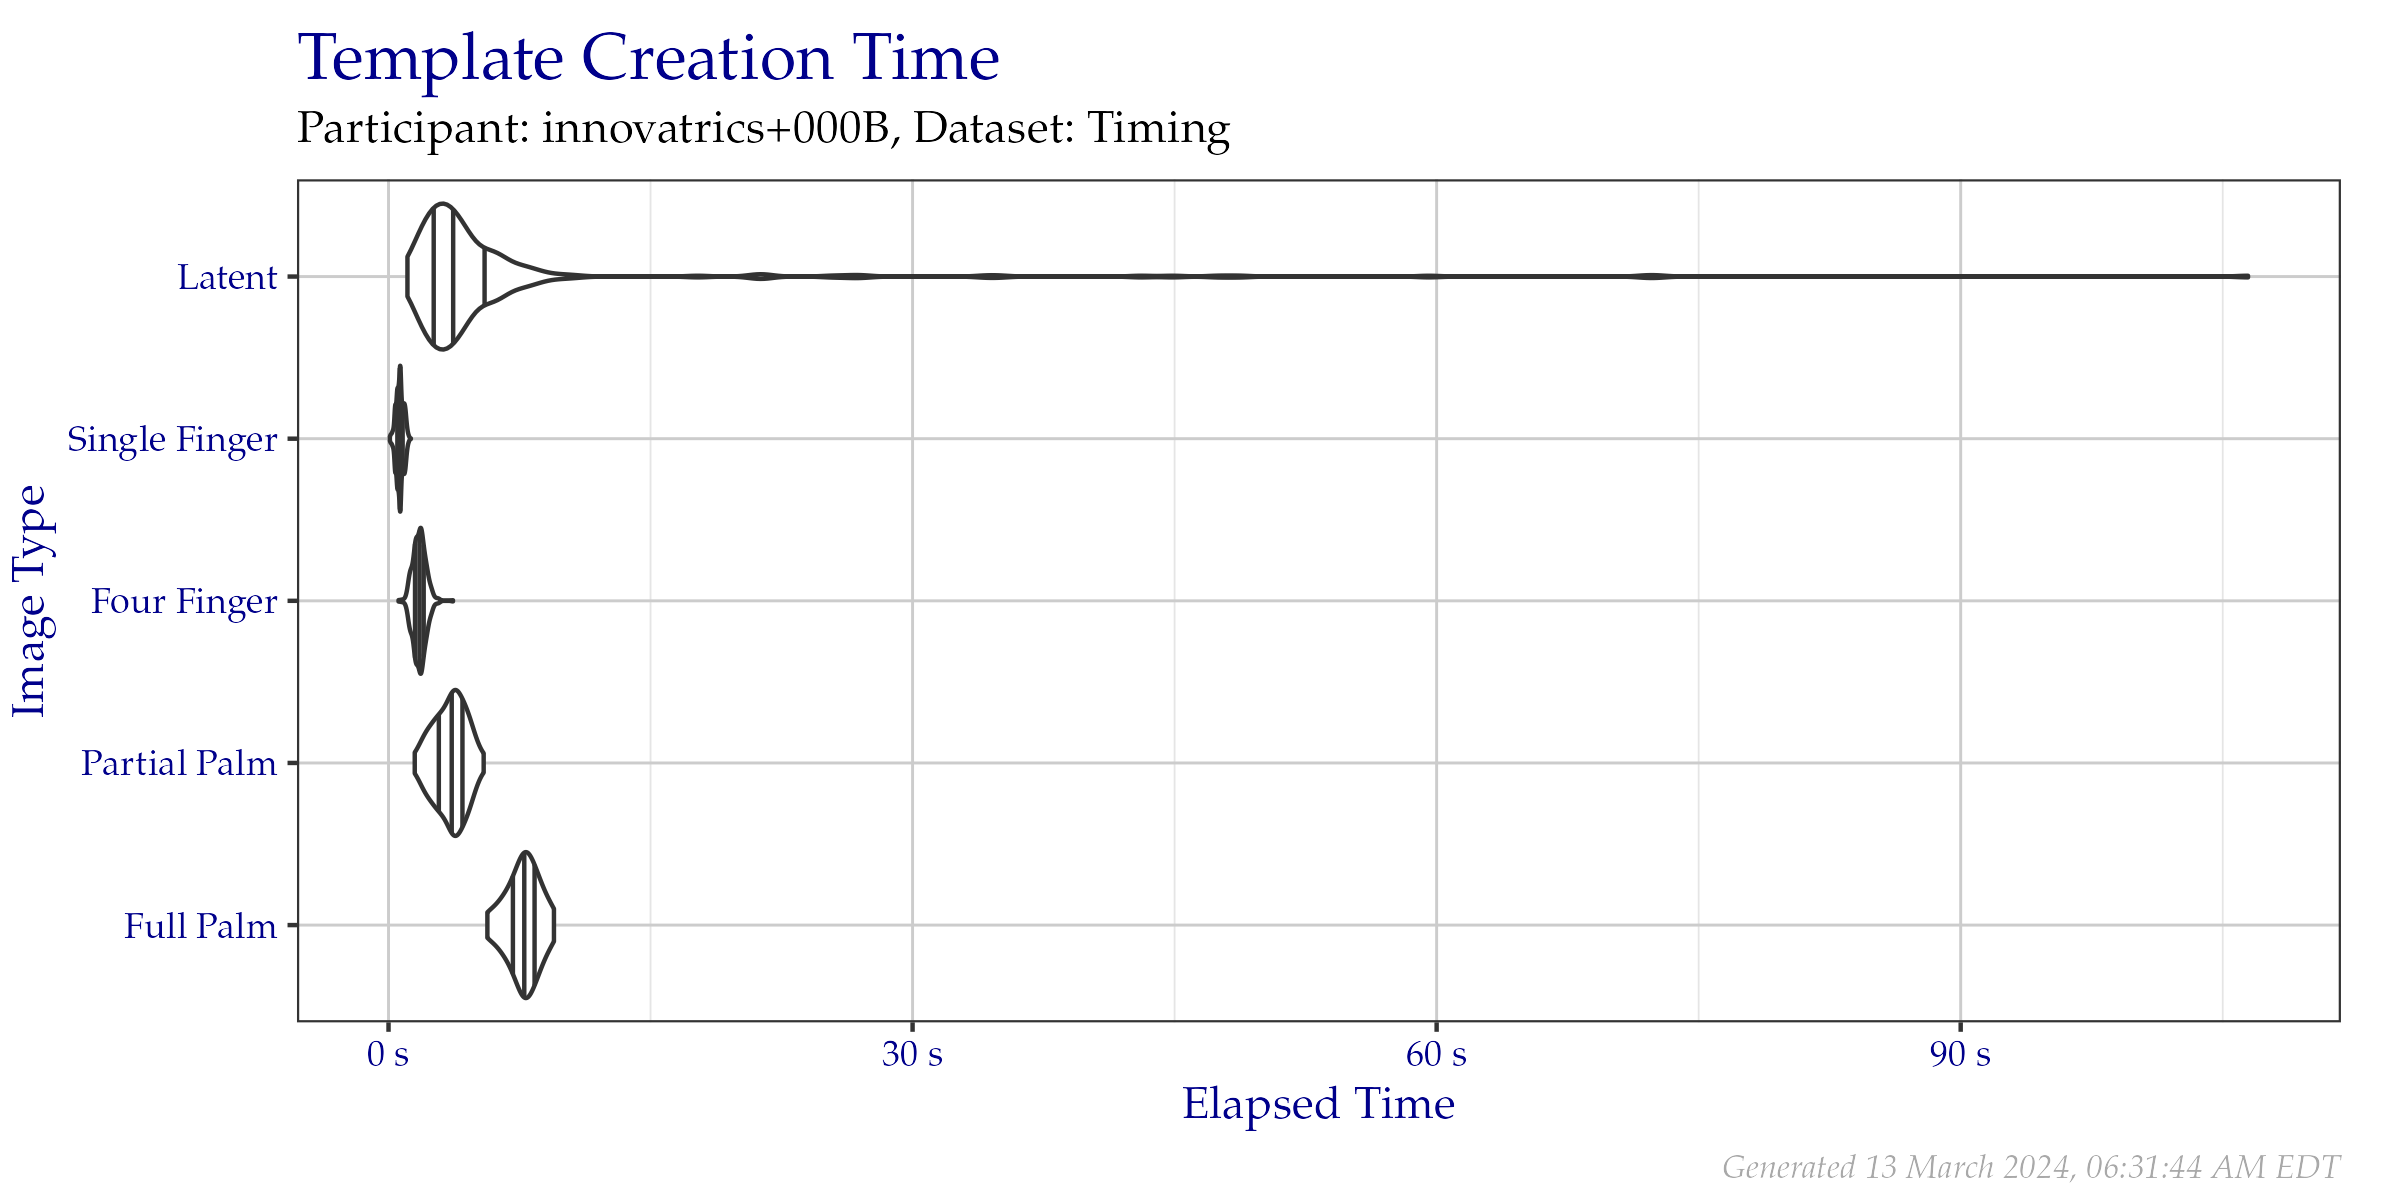 Template Creation Time
Participant: innovatrics+000B, Dataset: Timing
Latent
Single Finger
Four Finger
Partial Palm
Full Palm
Image Type
0 s
30 s
60 s
90 s
Elapsed Time
Generated 13 March 2024, 06:31:44 AM EDT